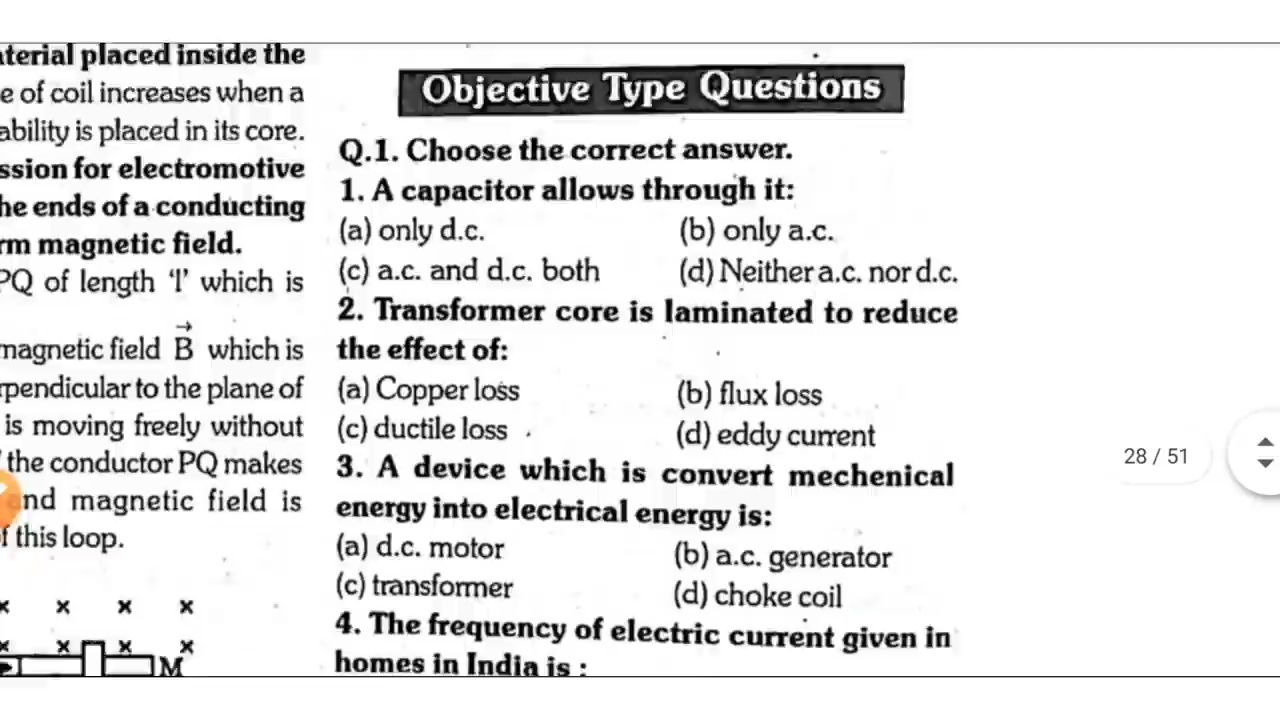 aterial placed inside the
e of coil increases when a
ability is placed in its core.
ssion for electromotive
he ends of a conducting
rm magnetic field.
PQ of length 'l' which is
magnetic field B⃗ which is
rpendicular to the plane of
is moving freely without
the conductor PQ makes
and magnetic field is
f this loop.
x x x x
x x x x
M
Objective Type Questions
Q.1. Choose the correct answer.
1. A capacitor allows through it:
(a) only d.c. (b) only a.c.
(c) a.c. and d.c. both (d) Neither a.c. nor d.c.
2. Transformer core is laminated to reduce
the effect of:
(a) Copper loss (b) flux loss
(c) ductile loss (d) eddy current
3. A device which is convert mechenical
energy into electrical energy is:
(a) d.c. motor (b) a.c. generator
(c) transformer (d) choke coil
4. The frequency of electric current given in
homes in India is :
28 / 51